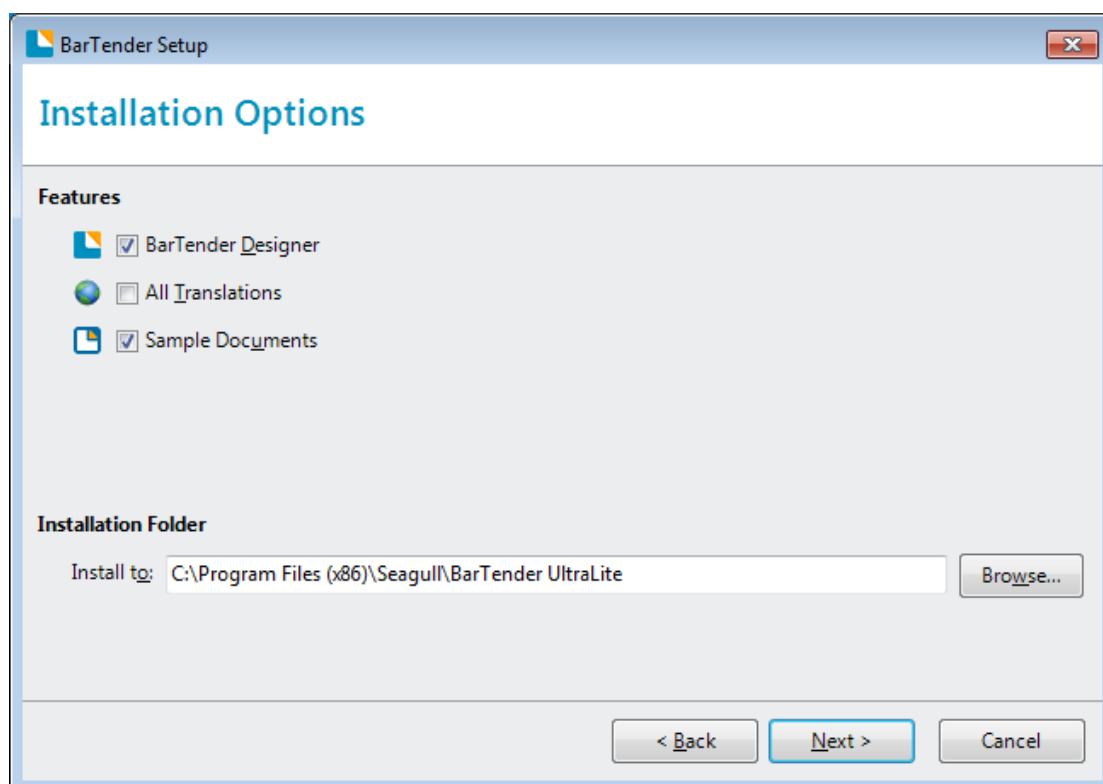 BarTender Setup
Installation Options
Features
BarTender Designer
All Translations
Sample Documents
Installation Folder
Install to: C:\Program Files (x86)\Seagull\BarTender UltraLite Browse...
< Back Next > Cancel